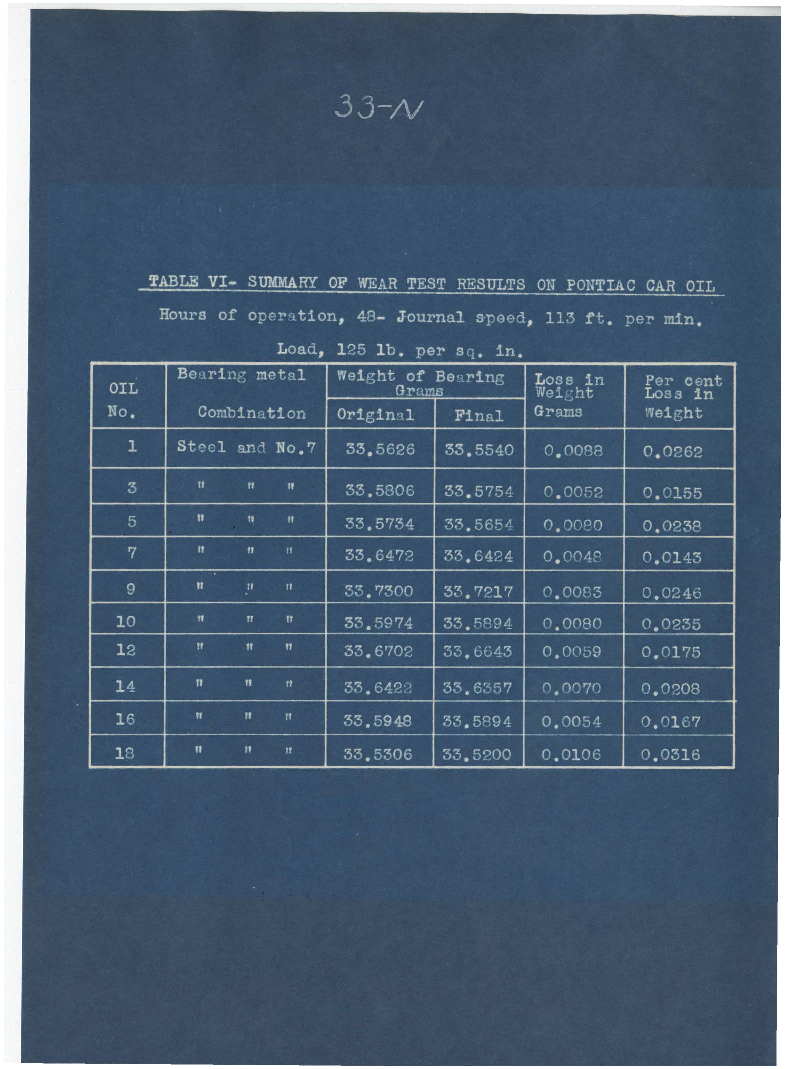 33-N
TABLE VI- SUMMARY OF WEAR TEST RESULTS ON PONTIAC CAR OIL
Hours of operation, 48- Journal speed, 113 ft. per min.
Load, 125 lb. per sq. in.
OIL No. Bearing metal Combination Weight of Bearing Grams Original Final Loss in Weight Grams Per cent Loss in Weight
1 Steel and No.7 33.5626 33.5540 0.0088 0.0262
3 " " " 33.5806 33.5754 0.0052 0.0155
5 " " " 33.5734 33.5654 0.0080 0.0238
7 " " " 33.6472 33.6424 0.0048 0.0143
9 " " " 33.7300 33.7217 0.0083 0.0246
10 " " " 33.5974 33.5894 0.0080 0.0235
12 " " " 33.6702 33.6643 0.0059 0.0175
14 " " " 33.6422 33.6357 0.0070 0.0208
16 " " " 33.5948 33.5894 0.0054 0.0167
18 " " " 33.5306 33.5200 0.0106 0.0316